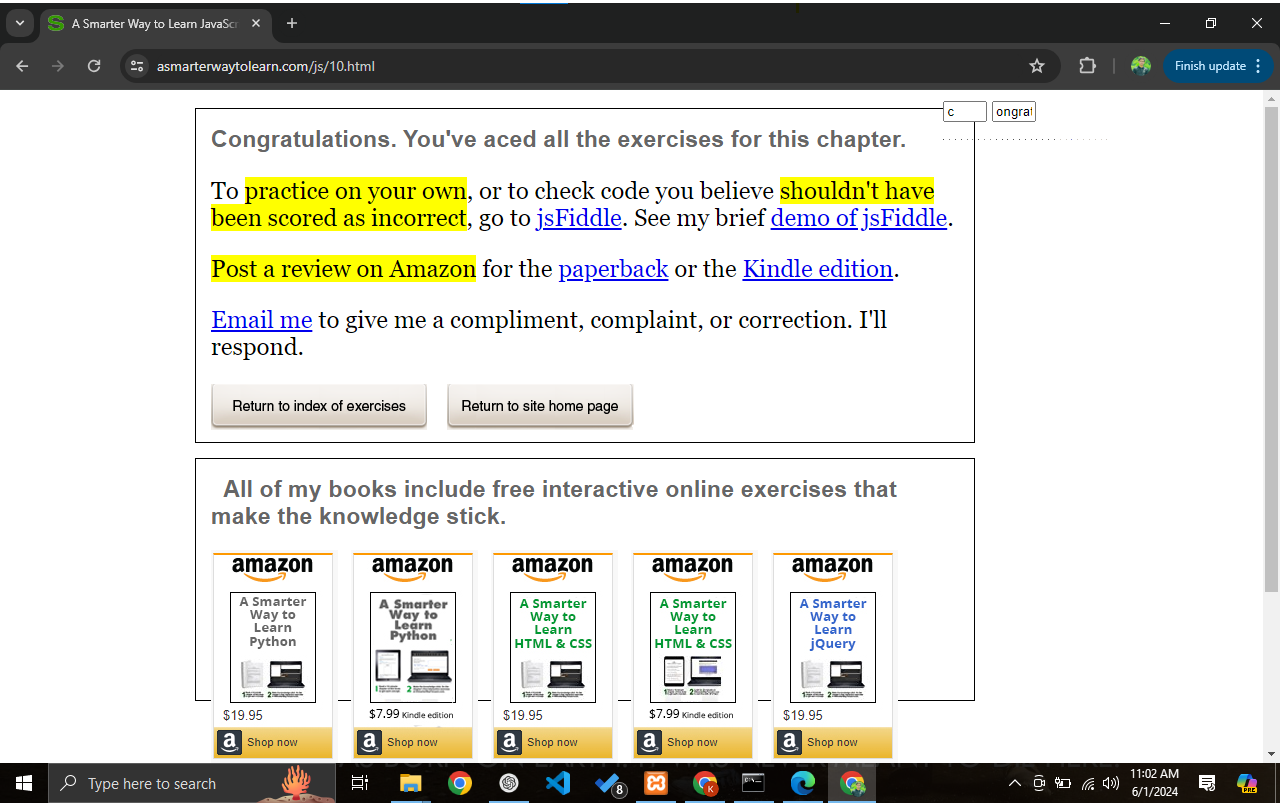 A Smarter Way to Learn JavaSc
asmarterwaytolearn.com/js/10.html
Finish update
c
ongrat
Congratulations. You've aced all the exercises for this chapter.
To practice on your own, or to check code you believe shouldn't have
been scored as incorrect, go to jsFiddle. See my brief demo of jsFiddle.
Post a review on Amazon for the paperback or the Kindle edition.
Email me to give me a compliment, complaint, or correction. I'll
respond.
Return to index of exercises
Return to site home page
All of my books include free interactive online exercises that
make the knowledge stick.
amazon
A Smarter
Way to
Learn
Python
$19.95
Shop now
amazon
A Smarter
Way to
Learn
Python
$7.99 Kindle edition
Shop now
amazon
A Smarter
Way to
Learn
HTML & CSS
$19.95
Shop now
amazon
A Smarter
Way to
Learn
HTML & CSS
$7.99 Kindle edition
Shop now
amazon
A Smarter
Way to
Learn
jQuery
$19.95
Shop now
Type here to search
8
K
PRE
11:02 AM
6/1/2024